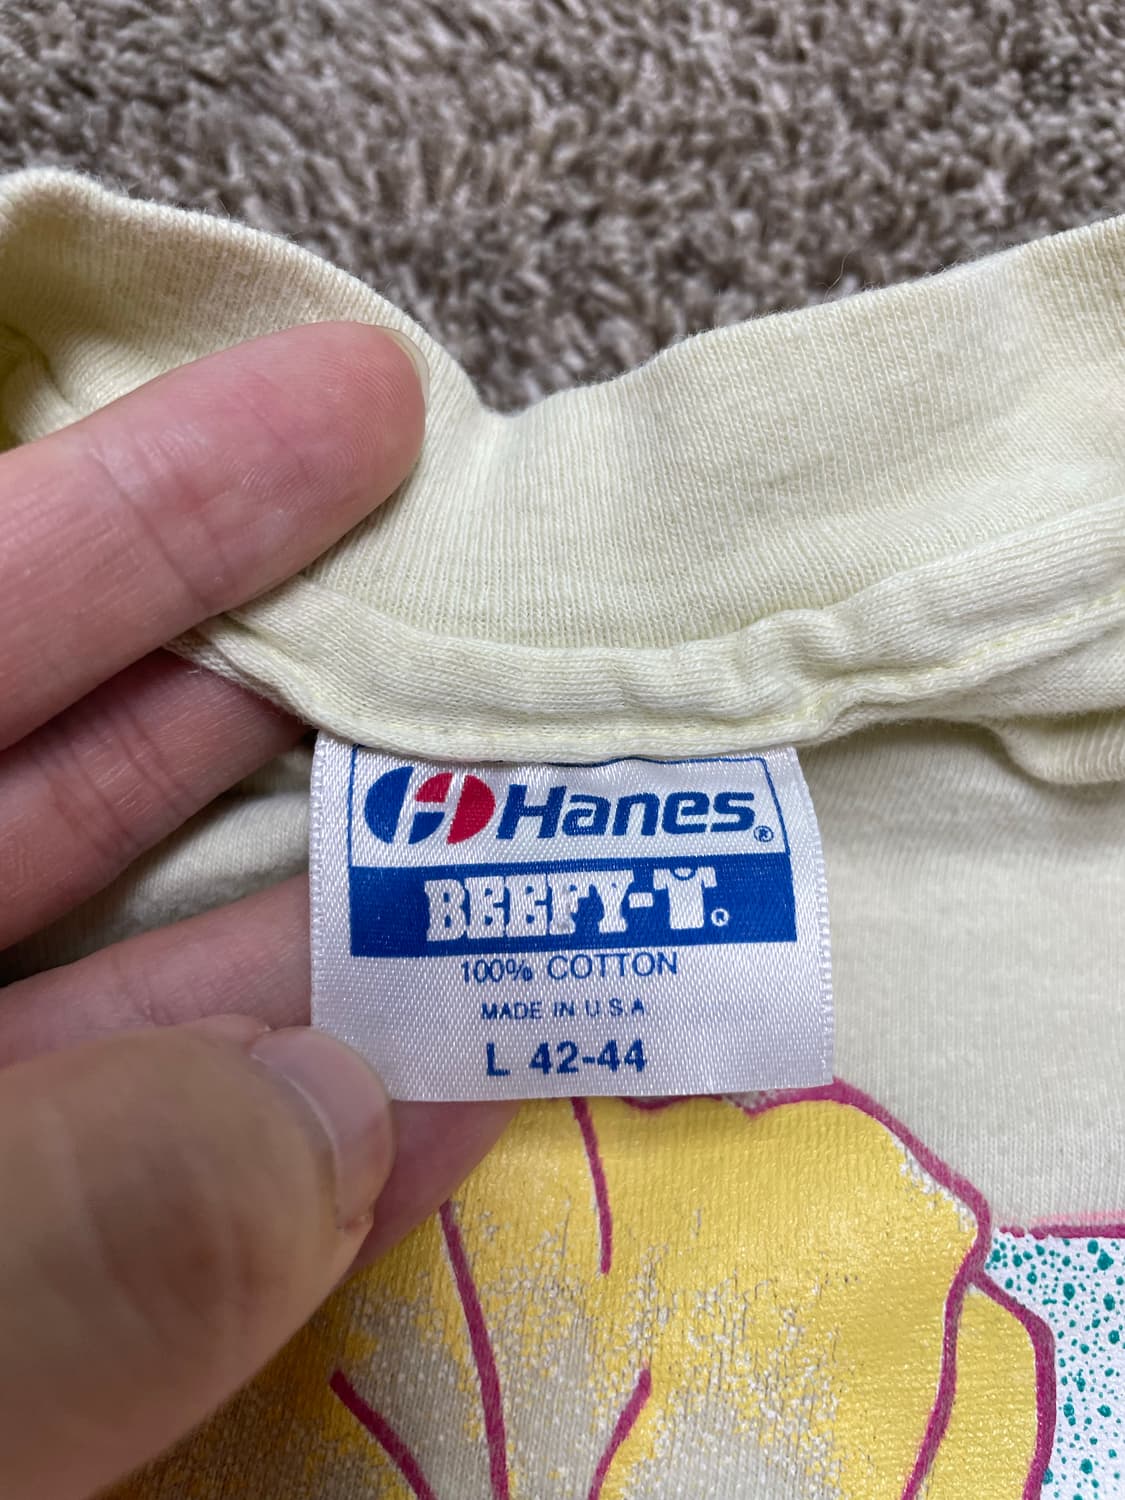 Hanes®
BEEFY-T®
100% COTTON
MADE IN U.S.A
L 42-44